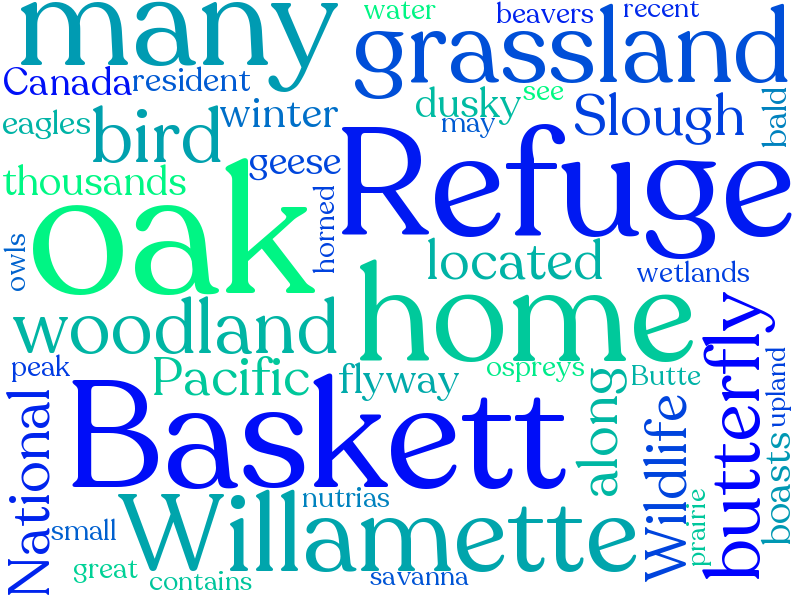 many
water
beavers
recent
grassland
Canada
resident
dusky
see
Slough
bald
eagles
bird
winter
may
geese
thousands
Refuge
oak
horned
owls
located
wetlands
home
woodland
butterfly
peak
Pacific
flyway
ospreys
Butte
upland
National
Baskett
along
Wildlife
boasts
Willamette
nutrias
prairie
small
great
contains
savanna